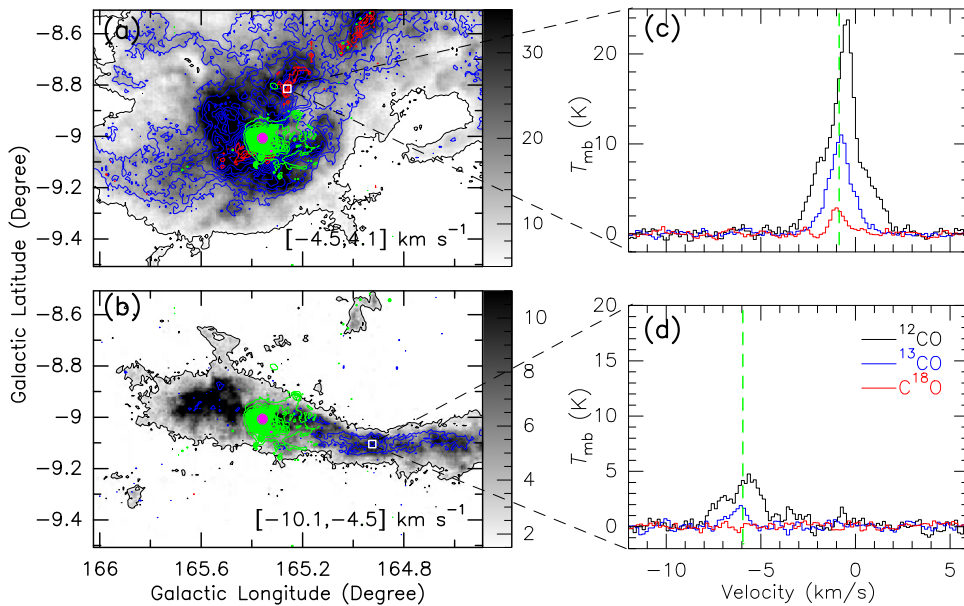 (a)
[−4.5,4.1] km s⁻¹
−8.6
−8.8
−9
−9.2
−9.4
30
20
10
(b)
[−10.1,−4.5] km s⁻¹
−8.6
−8.8
−9
−9.2
−9.4
10
8
6
4
2
166
165.6
165.2
164.8
Galactic Longitude (Degree)
Galactic Latitude (Degree)
(c)
20
10
0
T_mb (K)
(d)
¹²CO
¹³CO
C¹⁸O
20
15
10
5
0
T_mb (K)
−10
−5
0
5
Velocity (km/s)